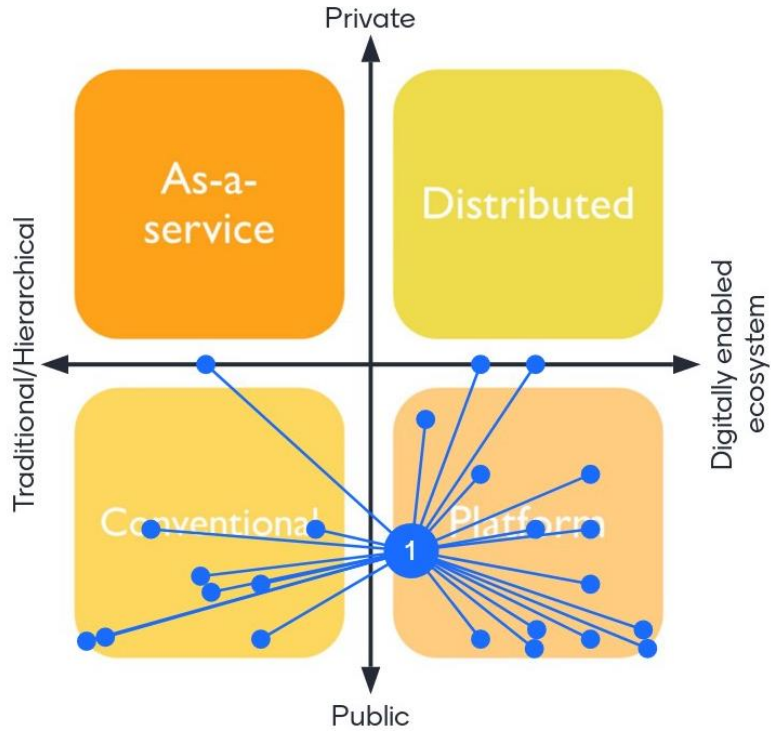 Private
As-a-
service
Distributed
Traditional/Hierarchical
Digitally enabled
ecosystem
Conventional
Platform
1
Public